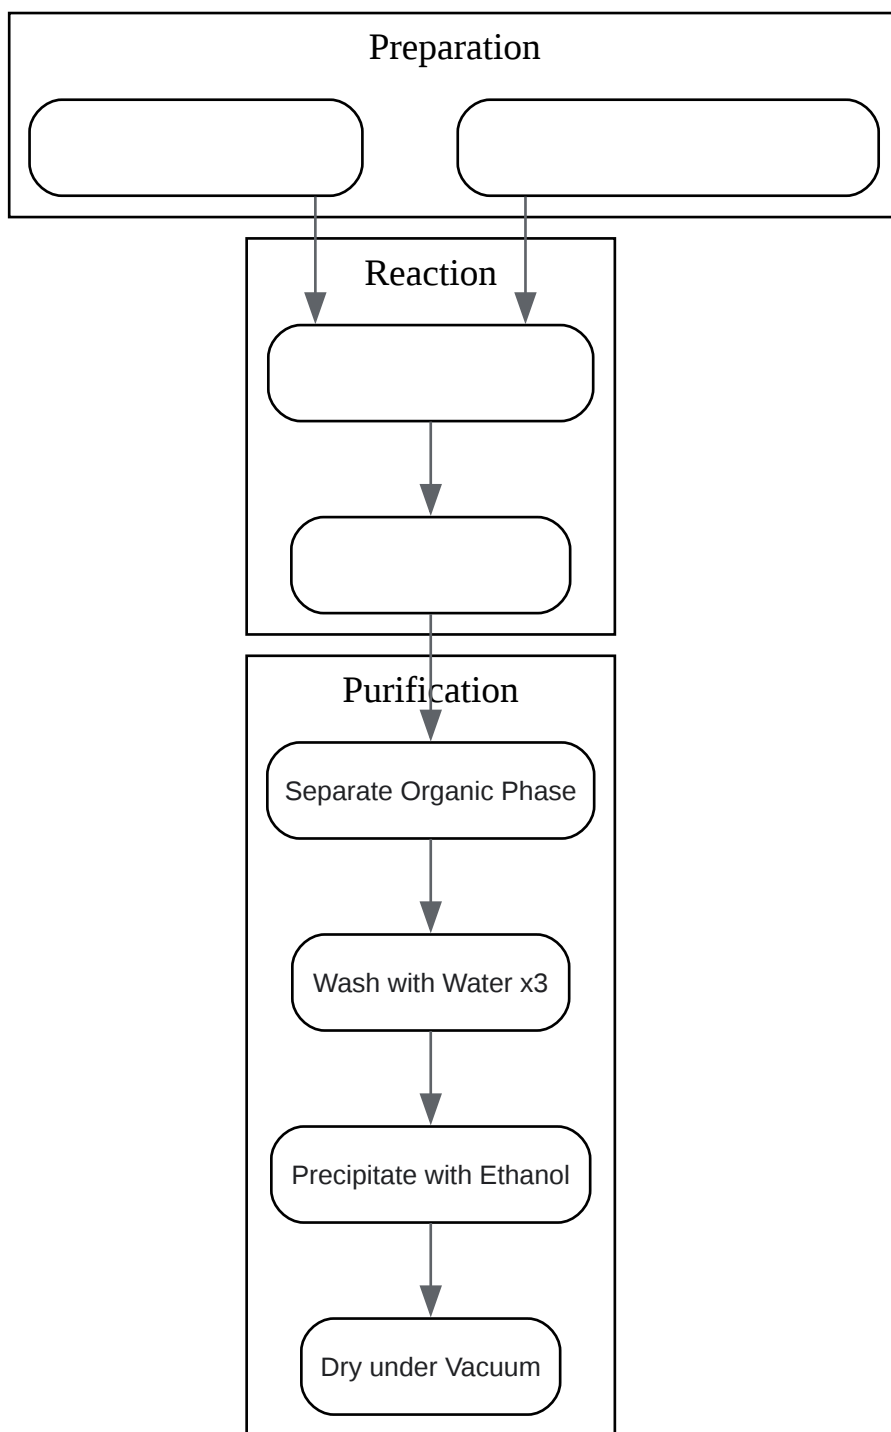 Preparation
Reaction
Purification
Separate Organic Phase
Wash with Water x3
Precipitate with Ethanol
Dry under Vacuum